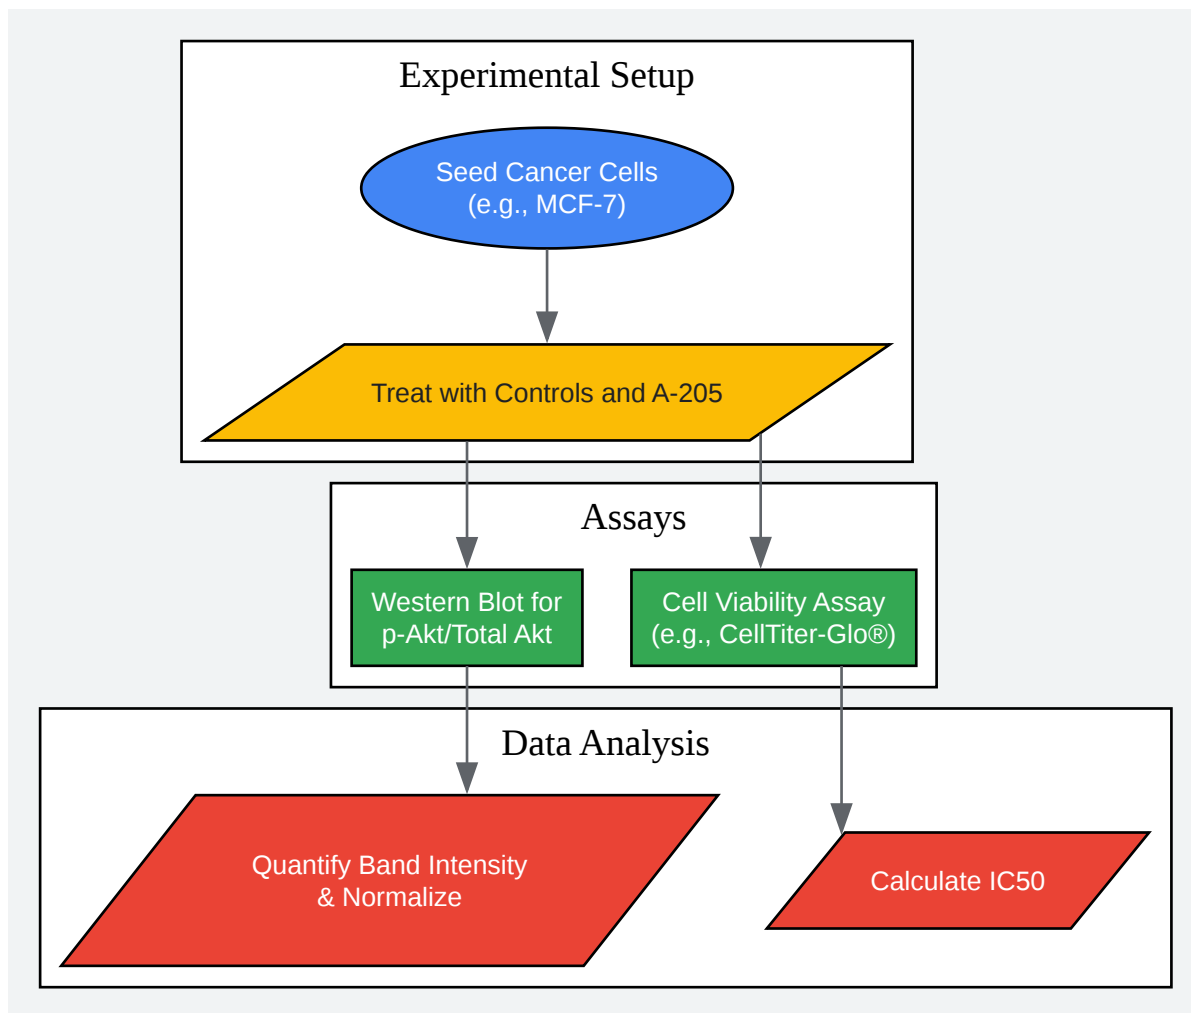 Experimental Setup
Seed Cancer Cells
(e.g., MCF-7)
Treat with Controls and A-205
Assays
Western Blot for
p-Akt/Total Akt
Cell Viability Assay
(e.g., CellTiter-Glo®)
Data Analysis
Quantify Band Intensity
& Normalize
Calculate IC50